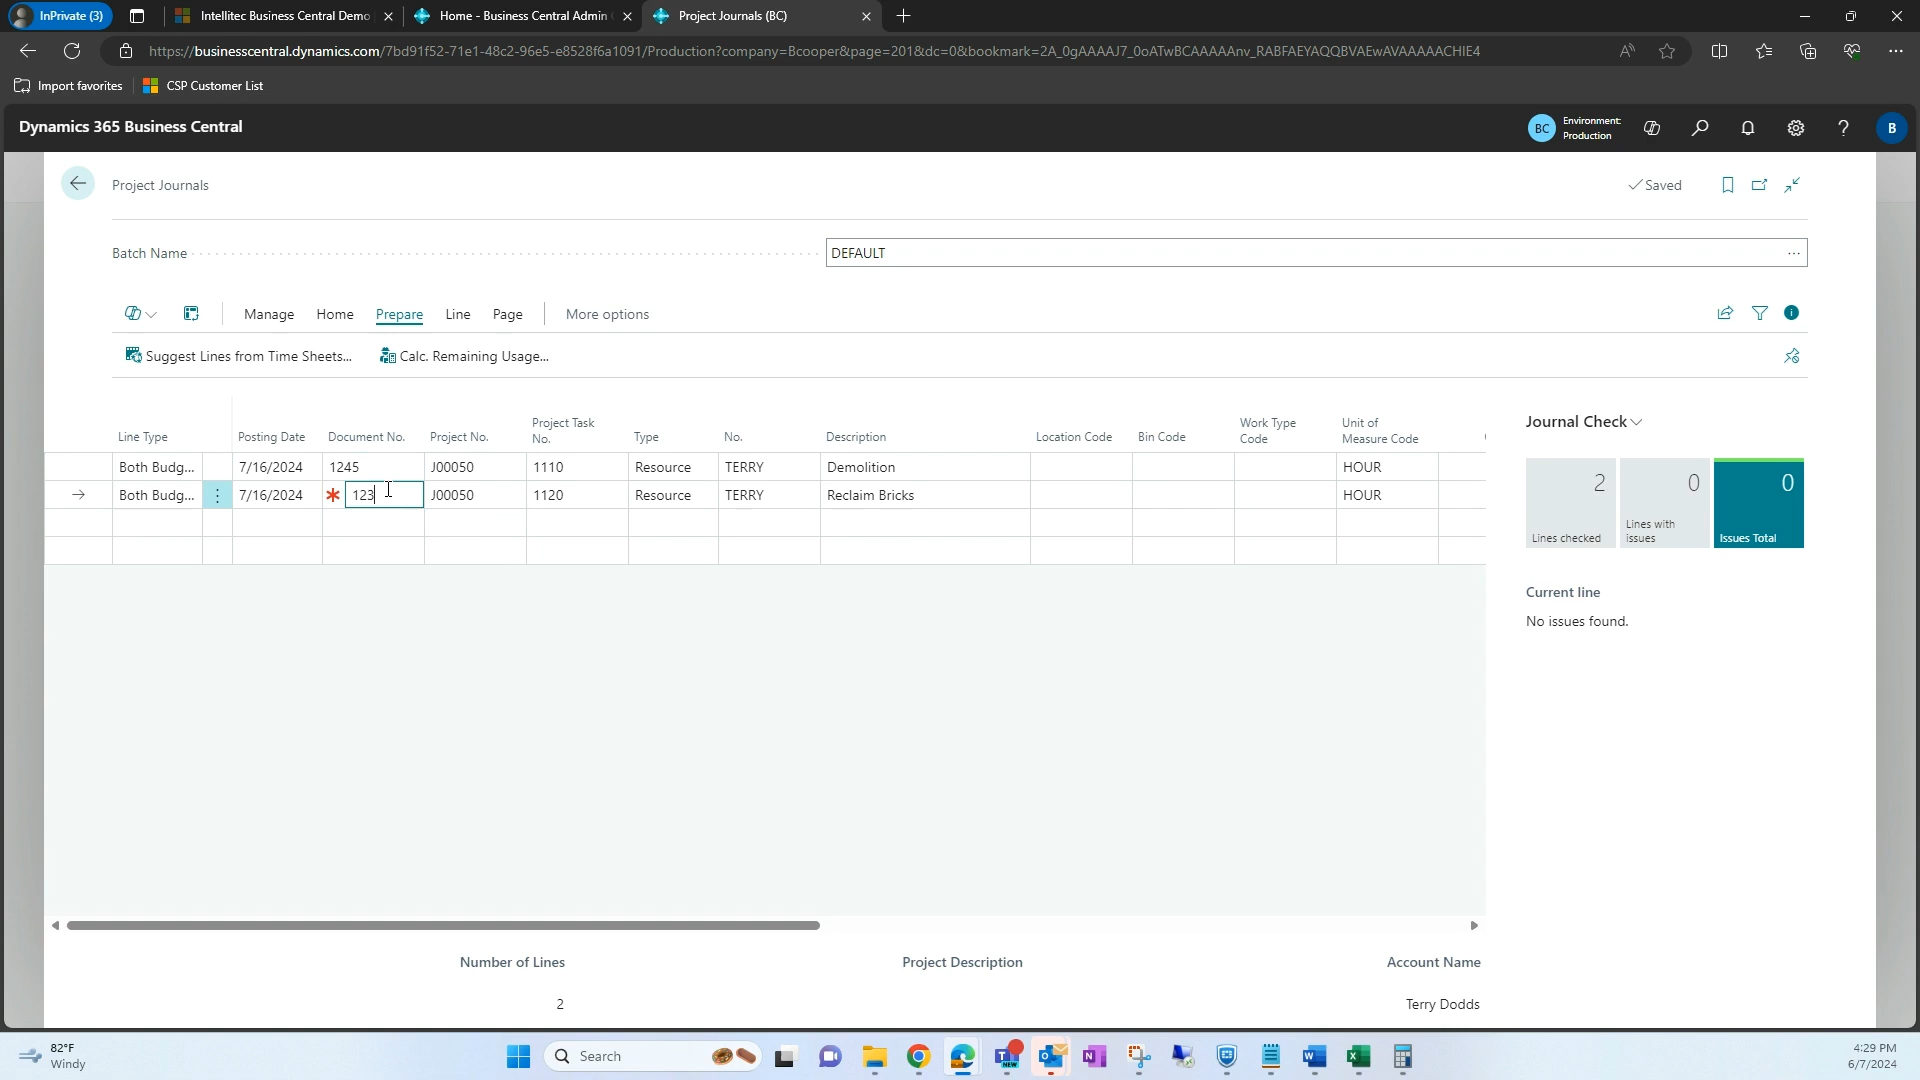 InPrivate (3)
Intellitec Business Central Demo
Home - Business Central Admin
Project Journals (BC)
https://businesscentral.dynamics.com/7bd91f52-71e1-48c2-96e5-e8528f6a1091/Production?company=Bcooper&page=201&dc=0&bookmark=2A_0gAAAAJ7_0oATwBCAAAAAnv_RABFAEYAQQBVAEwAVAAAAACHIE4
Import favorites
CSP Customer List
Dynamics 365 Business Central
BC
Environment:
Production
B
Project Journals
Saved
Batch Name
DEFAULT
Manage Home Prepare Line Page More options
Suggest Lines from Time Sheets... Calc. Remaining Usage...
Line Type Posting Date Document No. Project No. Project Task No. Type No. Description Location Code Bin Code Work Type Code Unit of Measure Code
Both Budg... 7/16/2024 1245 J00050 1110 Resource TERRY Demolition HOUR
Both Budg... 7/16/2024 123 J00050 1120 Resource TERRY Reclaim Bricks HOUR
Journal Check
2 Lines checked
0 Lines with issues
0 Issues Total
Current line
No issues found.
Number of Lines Project Description Account Name
2 Terry Dodds
82°F
Windy
Search
NEW
4:29 PM
6/7/2024